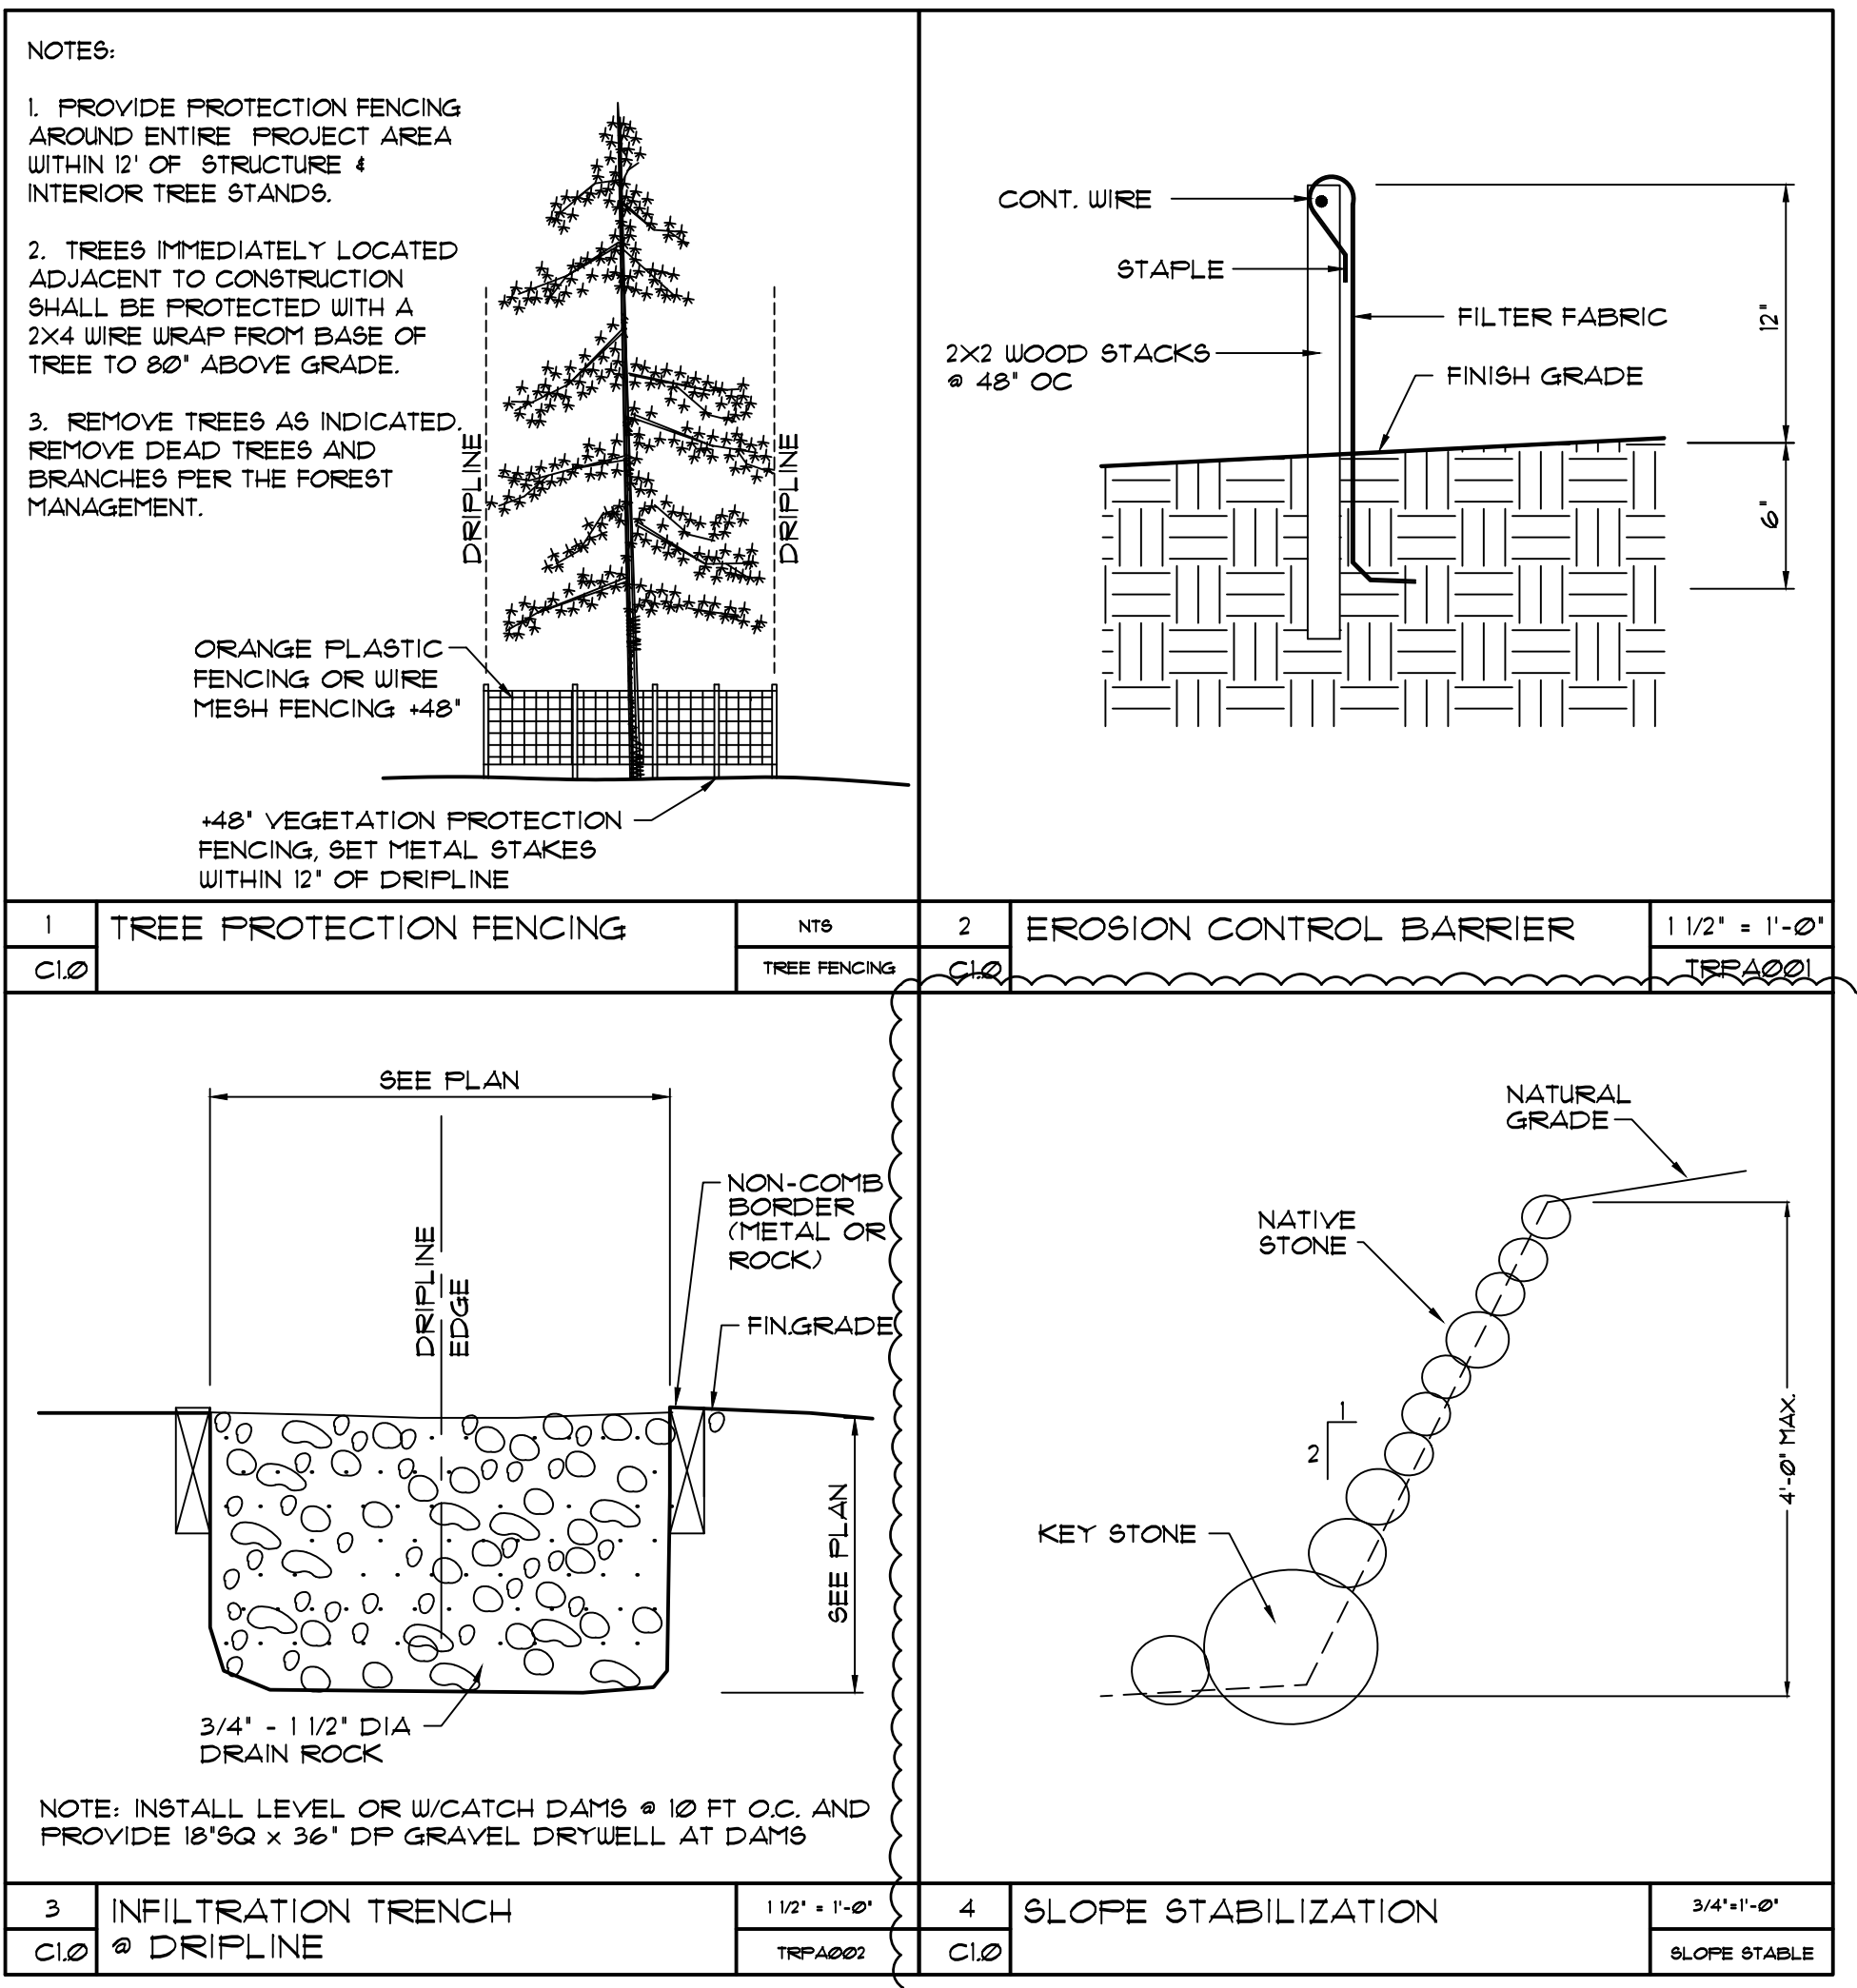 NOTES:
1. PROVIDE PROTECTION FENCING
AROUND ENTIRE PROJECT AREA
WITHIN 12' OF STRUCTURE &
INTERIOR TREE STANDS.
2. TREES IMMEDIATELY LOCATED
ADJACENT TO CONSTRUCTION
SHALL BE PROTECTED WITH A
2X4 WIRE WRAP FROM BASE OF
TREE TO 80" ABOVE GRADE.
3. REMOVE TREES AS INDICATED.
REMOVE DEAD TREES AND
BRANCHES PER THE FOREST
MANAGEMENT.
DRIPLINE
DRIPLINE
ORANGE PLASTIC
FENCING OR WIRE
MESH FENCING +48"
+48" VEGETATION PROTECTION
FENCING, SET METAL STAKES
WITHIN 12" OF DRIPLINE
1
C1.0
TREE PROTECTION FENCING
NTS
TREE FENCING
CONT. WIRE
STAPLE
FILTER FABRIC
2X2 WOOD STACKS
@ 48" OC
FINISH GRADE
12"
6"
2
C1.0
EROSION CONTROL BARRIER
1 1/2" = 1'-0"
TRPA001
SEE PLAN
DRIPLINE
EDGE
NON-COMB
BORDER
(METAL OR
ROCK)
FIN.GRADE
SEE PLAN
3/4" - 1 1/2" DIA
DRAIN ROCK
NOTE: INSTALL LEVEL OR W/CATCH DAMS @ 10 FT O.C. AND
PROVIDE 18"SQ x 36" DP GRAVEL DRYWELL AT DAMS
3
C1.0
INFILTRATION TRENCH
@ DRIPLINE
1 1/2" = 1'-0"
TRPA002
NATURAL
GRADE
NATIVE
STONE
1
2
KEY STONE
4'-0" MAX.
4
C1.0
SLOPE STABILIZATION
3/4"=1'-0"
SLOPE STABLE